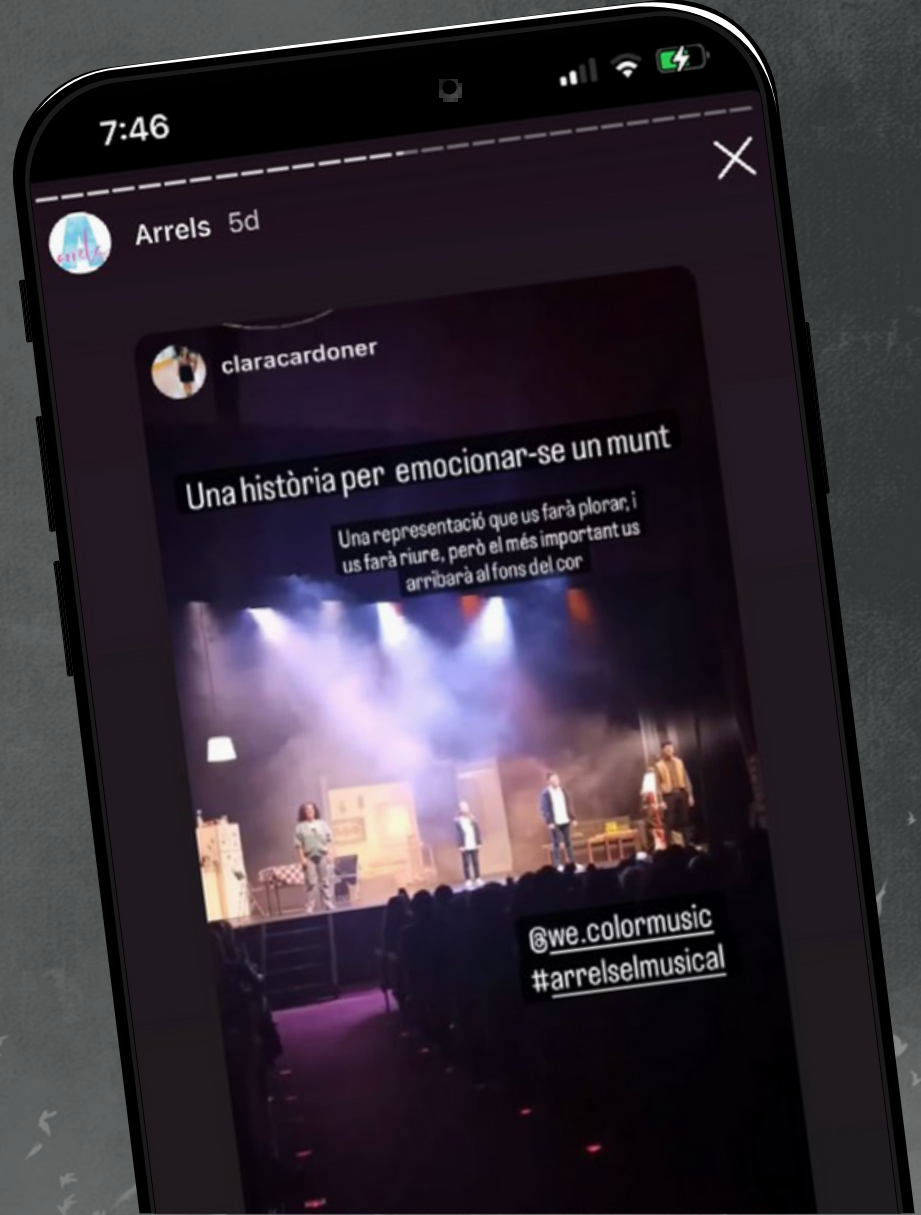 7:46
Arrels 5d
A
arrels
claracardoner
Una història per emocionar-se un munt
Una representació que us farà plorar, i
us farà riure, però el més important us
arribarà al fons del cor
@we.colormusic
#arrelselmusical